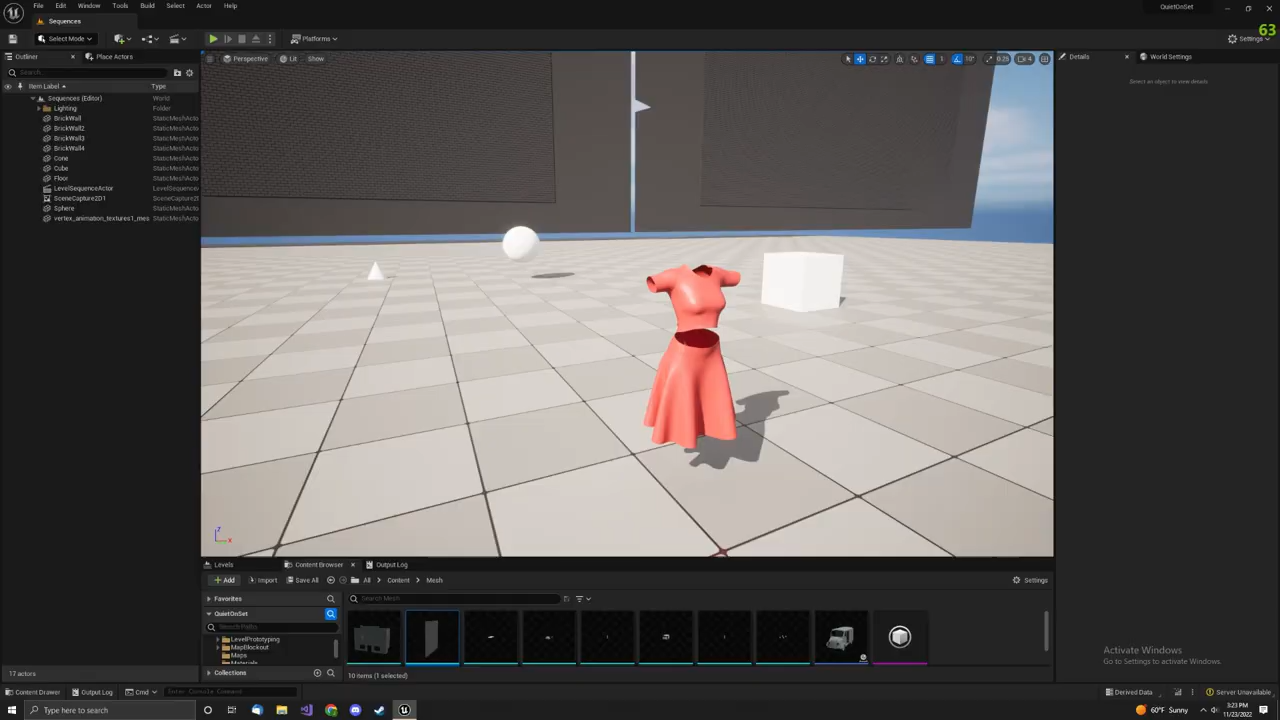 File Edit Window Tools Build Select Actor Help
QuietOnSet
Sequences
63
Select Mode
Platforms
Settings
Outliner
Place Actors
Perspective
Lit
Show
1
10°
0.25
4
Details
World Settings
Search...
Select an object to view details
Item Label
Type
Sequences (Editor) World
Lighting Folder
BrickWall StaticMeshActo
BrickWall2 StaticMeshActo
BrickWall3 StaticMeshActo
BrickWall4 StaticMeshActo
Cone StaticMeshActo
Cube StaticMeshActo
Floor StaticMeshActo
LevelSequenceActor LevelSequence
SceneCapture2D1 SceneCapture2
Sphere StaticMeshActo
vertex_animation_textures1_mes StaticMeshActo
Z
X
Levels
Content Browser
Output Log
Add
Import
Save All
All
Content
Mesh
Settings
Favorites
Search Mesh
QuietOnSet
Search Paths
LevelPrototyping
MapBlockout
Maps
Materials
Collections
17 actors
10 items (1 selected)
Activate Windows
Go to Settings to activate Windows.
Content Drawer
Output Log
Cmd
Enter Console Command
Derived Data
Server Unavailable
Type here to search
60°F Sunny
3:23 PM
11/23/2022